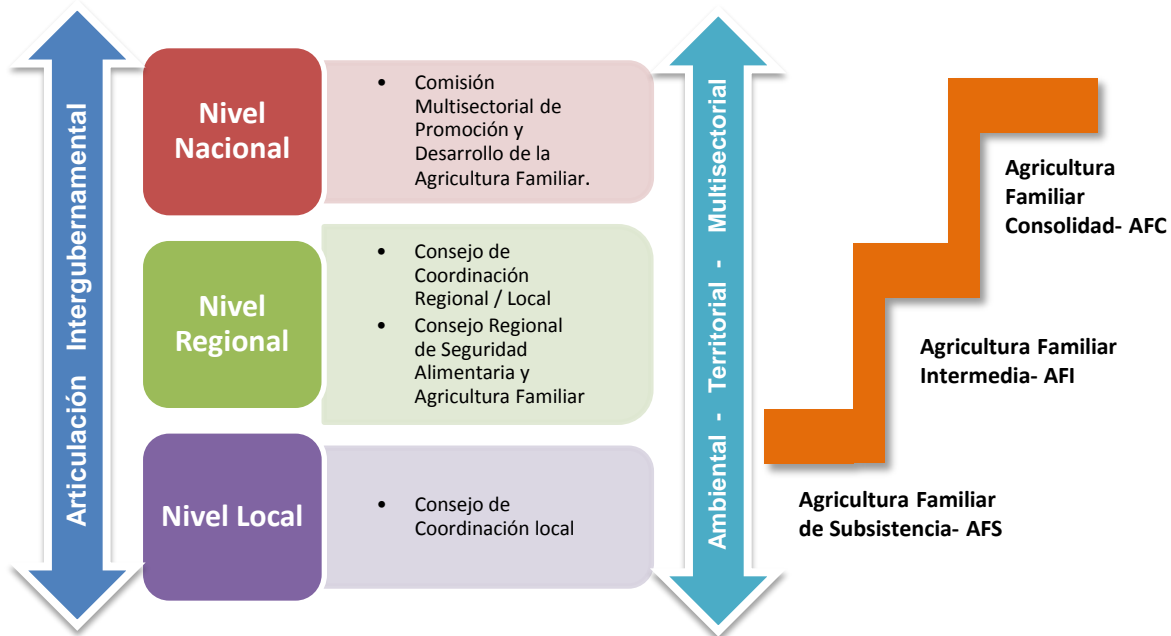 Articulación Intergubernamental
Nivel
Nacional
• Comisión
Multisectorial de
Promoción y
Desarrollo de la
Agricultura Familiar.
Nivel
Regional
• Consejo de
Coordinación
Regional / Local
• Consejo Regional
de Seguridad
Alimentaria y
Agricultura Familiar
Nivel Local
• Consejo de
Coordinación local
Ambiental - Territorial - Multisectorial
Agricultura
Familiar
Consolidad- AFC
Agricultura Familiar
Intermedia- AFI
Agricultura Familiar
de Subsistencia- AFS